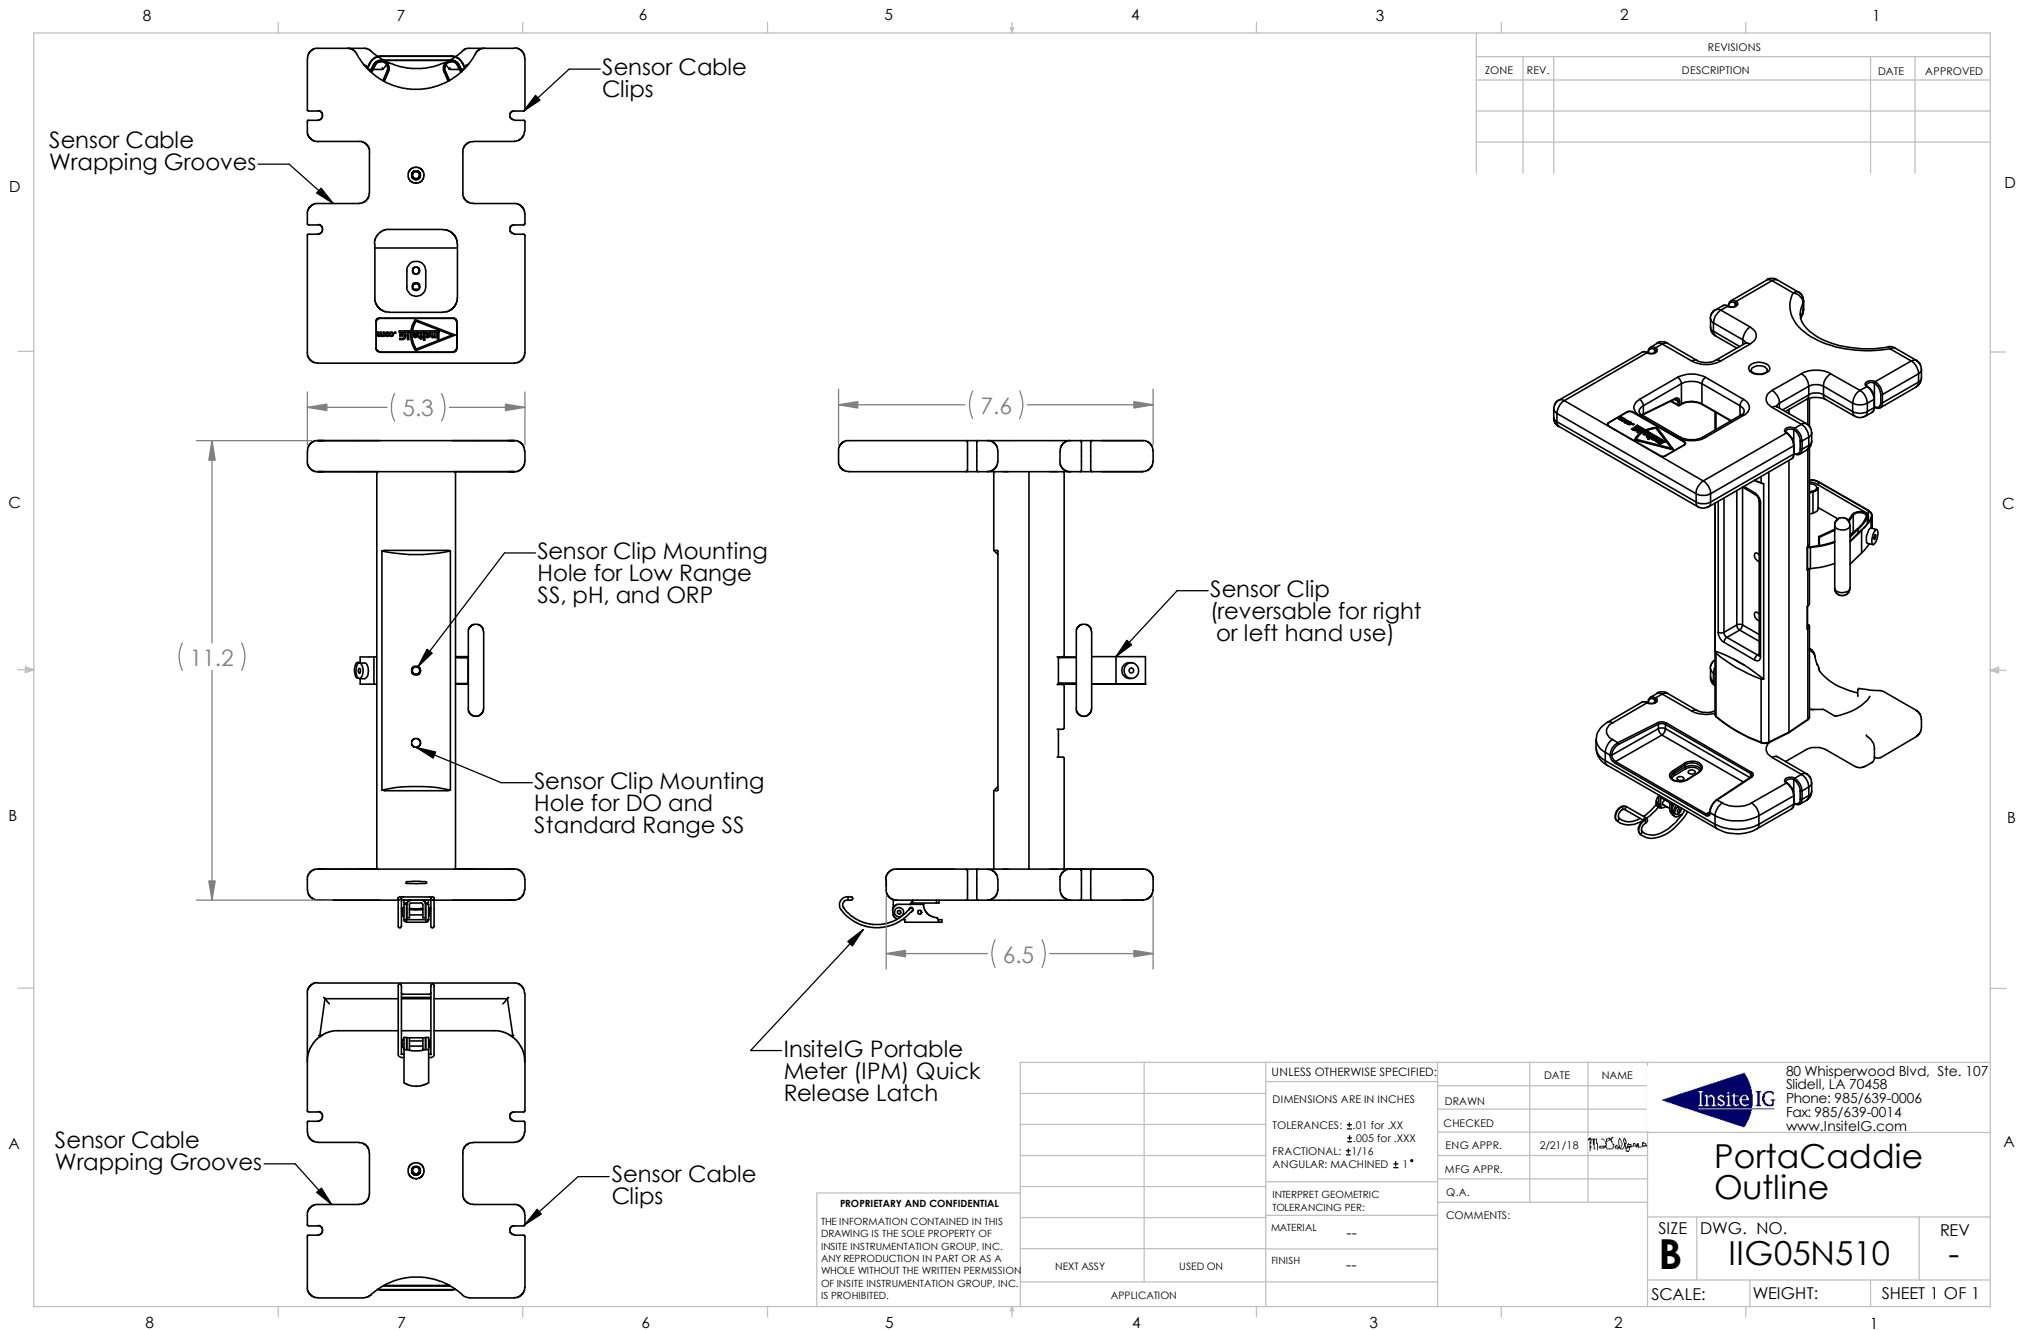 8 7 6 5 4 3 2 1
REVISIONS
ZONE REV. DESCRIPTION DATE APPROVED
Sensor Cable
Clips
Sensor Cable
Wrapping Grooves
D D
InsiteIG .com
(5.3)
(7.6)
C C
Sensor Clip Mounting
Hole for Low Range
SS, pH, and ORP
Sensor Clip
(reversable for right
or left hand use)
(11.2)
Sensor Clip Mounting
Hole for DO and
Standard Range SS
B B
(6.5)
InsiteIG Portable
Meter (IPM) Quick
Release Latch
Sensor Cable
Wrapping Grooves
Sensor Cable
Clips
A A
PROPRIETARY AND CONFIDENTIAL
THE INFORMATION CONTAINED IN THIS
DRAWING IS THE SOLE PROPERTY OF
INSITE INSTRUMENTATION GROUP, INC.
ANY REPRODUCTION IN PART OR AS A
WHOLE WITHOUT THE WRITTEN PERMISSION
OF INSITE INSTRUMENTATION GROUP, INC.
IS PROHIBITED.
NEXT ASSY USED ON
APPLICATION
UNLESS OTHERWISE SPECIFIED:
DIMENSIONS ARE IN INCHES
TOLERANCES: ±.01 for .XX
±.005 for .XXX
FRACTIONAL: ±1/16
ANGULAR: MACHINED ± 1°
INTERPRET GEOMETRIC
TOLERANCING PER:
MATERIAL --
FINISH --
DATE NAME
DRAWN
CHECKED
ENG APPR. 2/21/18
MFG APPR.
Q.A.
COMMENTS:
Insite IG
80 Whisperwood Blvd, Ste. 107
Slidell, LA 70458
Phone: 985/639-0006
Fax: 985/639-0014
www.InsiteIG.com
PortaCaddie
Outline
SIZE DWG. NO. REV
B IIG05N510 -
SCALE: WEIGHT: SHEET 1 OF 1
8 7 6 5 4 3 2 1